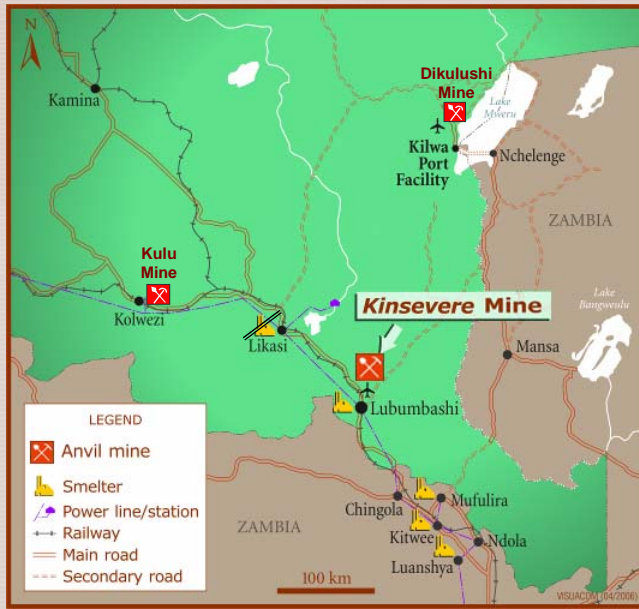 N
Kamina
Dikulushi
Mine
Lake
Mweru
Kilwa
Port
Facility
Nchelenge
ZAMBIA
Kulu
Mine
Kolwezi
Likasi
Kinsevere Mine
Lake
Bangweulu
Mansa
Lubumbashi
LEGEND
Anvil mine
Smelter
Power line/station
Railway
Main road
Secondary road
Chingola
Mufulira
Kitwee
Ndola
Luanshya
ZAMBIA
100 km
VISUACOM (04/2006)